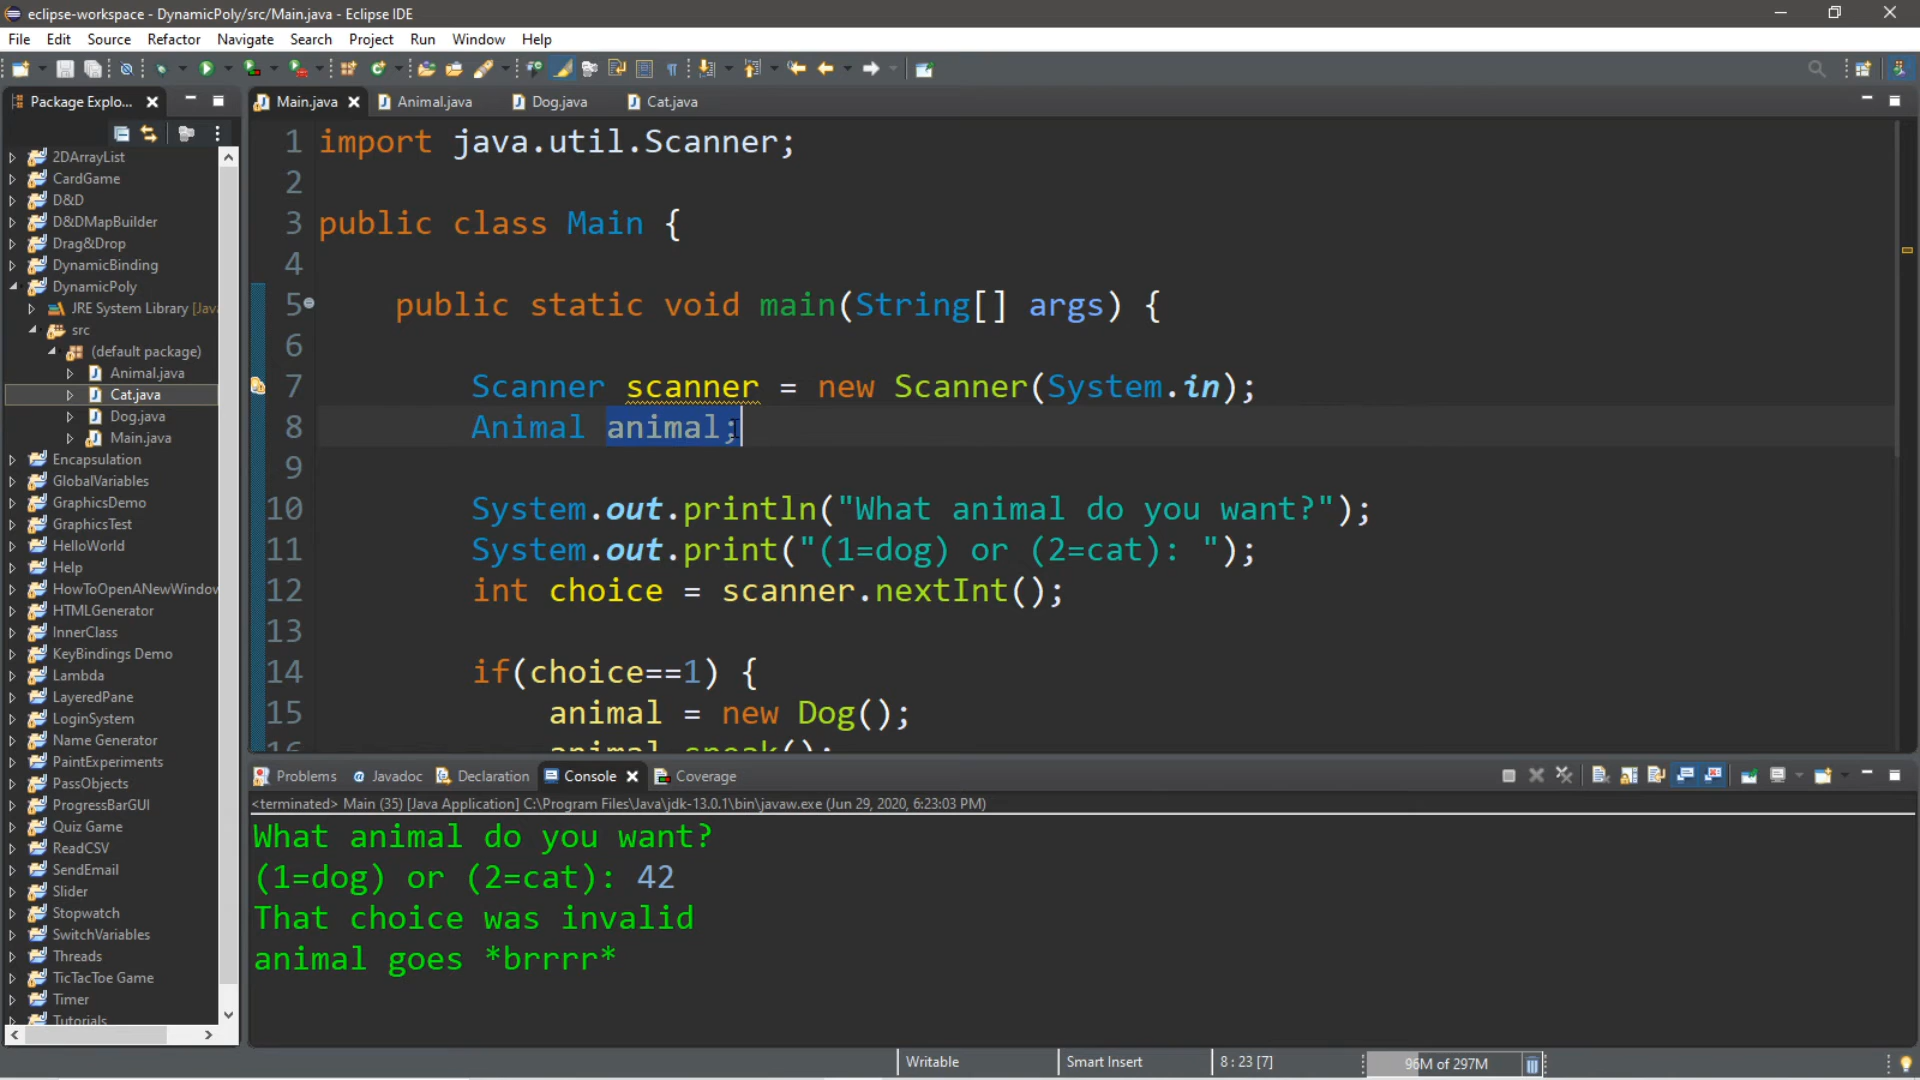 eclipse-workspace - DynamicPoly/src/Main.java - Eclipse IDE
File Edit Source Refactor Navigate Search Project Run Window Help
Package Explo...
2DArrayList
CardGame
D&D
D&DMapBuilder
Drag&Drop
DynamicBinding
DynamicPoly
JRE System Library [Jav
src
(default package)
Animal.java
Cat.java
Dog.java
Main.java
Encapsulation
GlobalVariables
GraphicsDemo
GraphicsTest
HelloWorld
Help
HowToOpenANewWindow
HTMLGenerator
InnerClass
KeyBindings Demo
Lambda
LayeredPane
LoginSystem
Name Generator
PaintExperiments
PassObjects
ProgressBarGUI
Quiz Game
ReadCSV
SendEmail
Slider
Stopwatch
SwitchVariables
Threads
TicTacToe Game
Timer
Tutorials
Main.java Animal.java Dog.java Cat.java
1 import java.util.Scanner;
2
3 public class Main {
4
5 public static void main(String[] args) {
6
7 Scanner scanner = new Scanner(System.in);
8 Animal animal;
9
10 System.out.println("What animal do you want?");
11 System.out.print("(1=dog) or (2=cat): ");
12 int choice = scanner.nextInt();
13
14 if(choice==1) {
15 animal = new Dog();
16 animal.speak();
Problems Javadoc Declaration Console Coverage
<terminated> Main (35) [Java Application] C:\Program Files\Java\jdk-13.0.1\bin\javaw.exe (Jun 29, 2020, 6:23:03 PM)
What animal do you want?
(1=dog) or (2=cat): 42
That choice was invalid
animal goes *brrrr*
Writable Smart Insert 8 : 23 [7] 96M of 297M